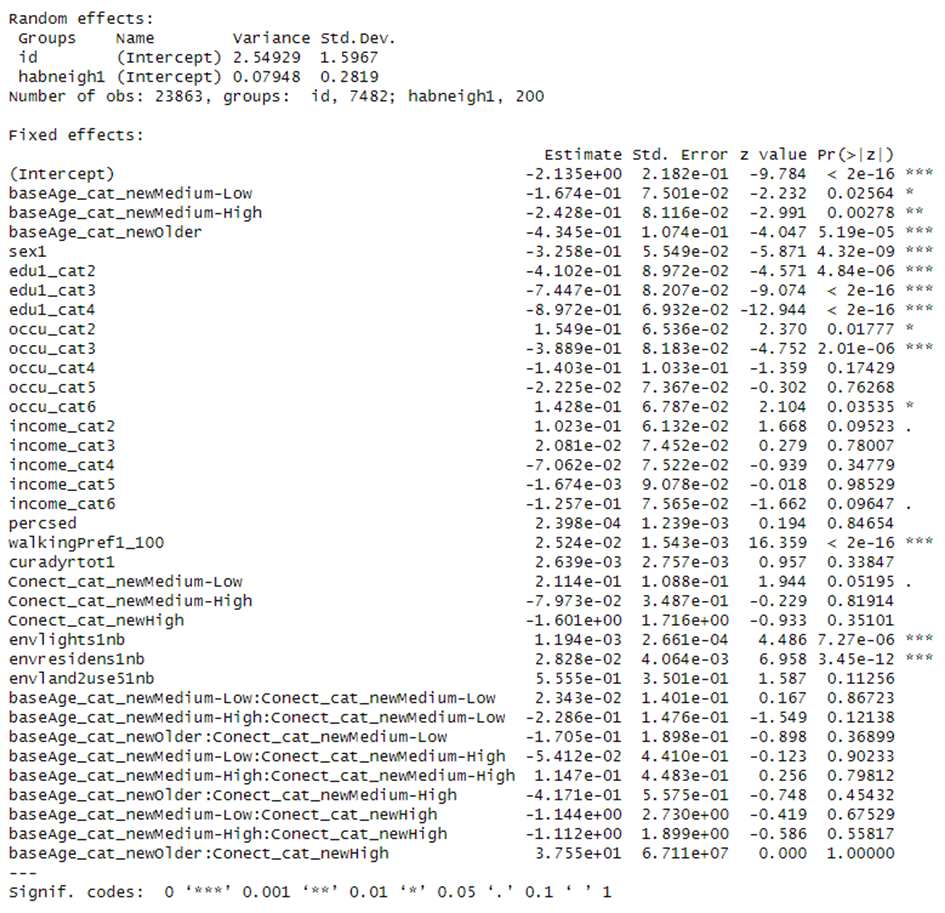 Random effects:
Groups Name Variance Std.Dev.
id (Intercept) 2.54929 1.5967
habneigh1 (Intercept) 0.07948 0.2819
Number of obs: 23863, groups: id, 7482; habneigh1, 200
Fixed effects:
Estimate Std. Error z value Pr(>|z|)
(Intercept) -2.135e+00 2.182e-01 -9.784 < 2e-16 ***
baseAge_cat_newMedium-Low -1.674e-01 7.501e-02 -2.232 0.02564 *
baseAge_cat_newMedium-High -2.428e-01 8.116e-02 -2.991 0.00278 **
baseAge_cat_newOlder -4.345e-01 1.074e-01 -4.047 5.19e-05 ***
sex1 -3.258e-01 5.549e-02 -5.871 4.32e-09 ***
edu1_cat2 -4.102e-01 8.972e-02 -4.571 4.84e-06 ***
edu1_cat3 -7.447e-01 8.207e-02 -9.074 < 2e-16 ***
edu1_cat4 -8.972e-01 6.932e-02 -12.944 < 2e-16 ***
occu_cat2 1.549e-01 6.536e-02 2.370 0.01777 *
occu_cat3 -3.889e-01 8.183e-02 -4.752 2.01e-06 ***
occu_cat4 -1.403e-01 1.033e-01 -1.359 0.17429
occu_cat5 -2.225e-02 7.367e-02 -0.302 0.76268
occu_cat6 1.428e-01 6.787e-02 2.104 0.03535 *
income_cat2 1.023e-01 6.132e-02 1.668 0.09523 .
income_cat3 2.081e-02 7.452e-02 0.279 0.78007
income_cat4 -7.062e-02 7.522e-02 -0.939 0.34779
income_cat5 -1.674e-03 9.078e-02 -0.018 0.98529
income_cat6 -1.257e-01 7.565e-02 -1.662 0.09647 .
percsed 2.398e-04 1.239e-03 0.194 0.84654
walkingPref1_100 2.524e-02 1.543e-03 16.359 < 2e-16 ***
curadyrtot1 2.639e-03 2.757e-03 0.957 0.33847
Conect_cat_newMedium-Low 2.114e-01 1.088e-01 1.944 0.05195 .
Conect_cat_newMedium-High -7.973e-02 3.487e-01 -0.229 0.81914
Conect_cat_newHigh -1.601e+00 1.716e+00 -0.933 0.35101
envlights1nb 1.194e-03 2.661e-04 4.486 7.27e-06 ***
envresidens1nb 2.828e-02 4.064e-03 6.958 3.45e-12 ***
envland2use51nb 5.555e-01 3.501e-01 1.587 0.11256
baseAge_cat_newMedium-Low:Conect_cat_newMedium-Low 2.343e-02 1.401e-01 0.167 0.86723
baseAge_cat_newMedium-High:Conect_cat_newMedium-Low -2.286e-01 1.476e-01 -1.549 0.12138
baseAge_cat_newOlder:Conect_cat_newMedium-Low -1.705e-01 1.898e-01 -0.898 0.36899
baseAge_cat_newMedium-Low:Conect_cat_newMedium-High -5.412e-02 4.410e-01 -0.123 0.90233
baseAge_cat_newMedium-High:Conect_cat_newMedium-High 1.147e-01 4.483e-01 0.256 0.79812
baseAge_cat_newOlder:Conect_cat_newMedium-High -4.171e-01 5.575e-01 -0.748 0.45432
baseAge_cat_newMedium-Low:Conect_cat_newHigh -1.144e+00 2.730e+00 -0.419 0.67529
baseAge_cat_newMedium-High:Conect_cat_newHigh -1.112e+00 1.899e+00 -0.586 0.55817
baseAge_cat_newOlder:Conect_cat_newHigh 3.755e+01 6.711e+07 0.000 1.00000
---
Signif. codes: 0 ‘***’ 0.001 ‘**’ 0.01 ‘*’ 0.05 ‘.’ 0.1 ‘ ’ 1